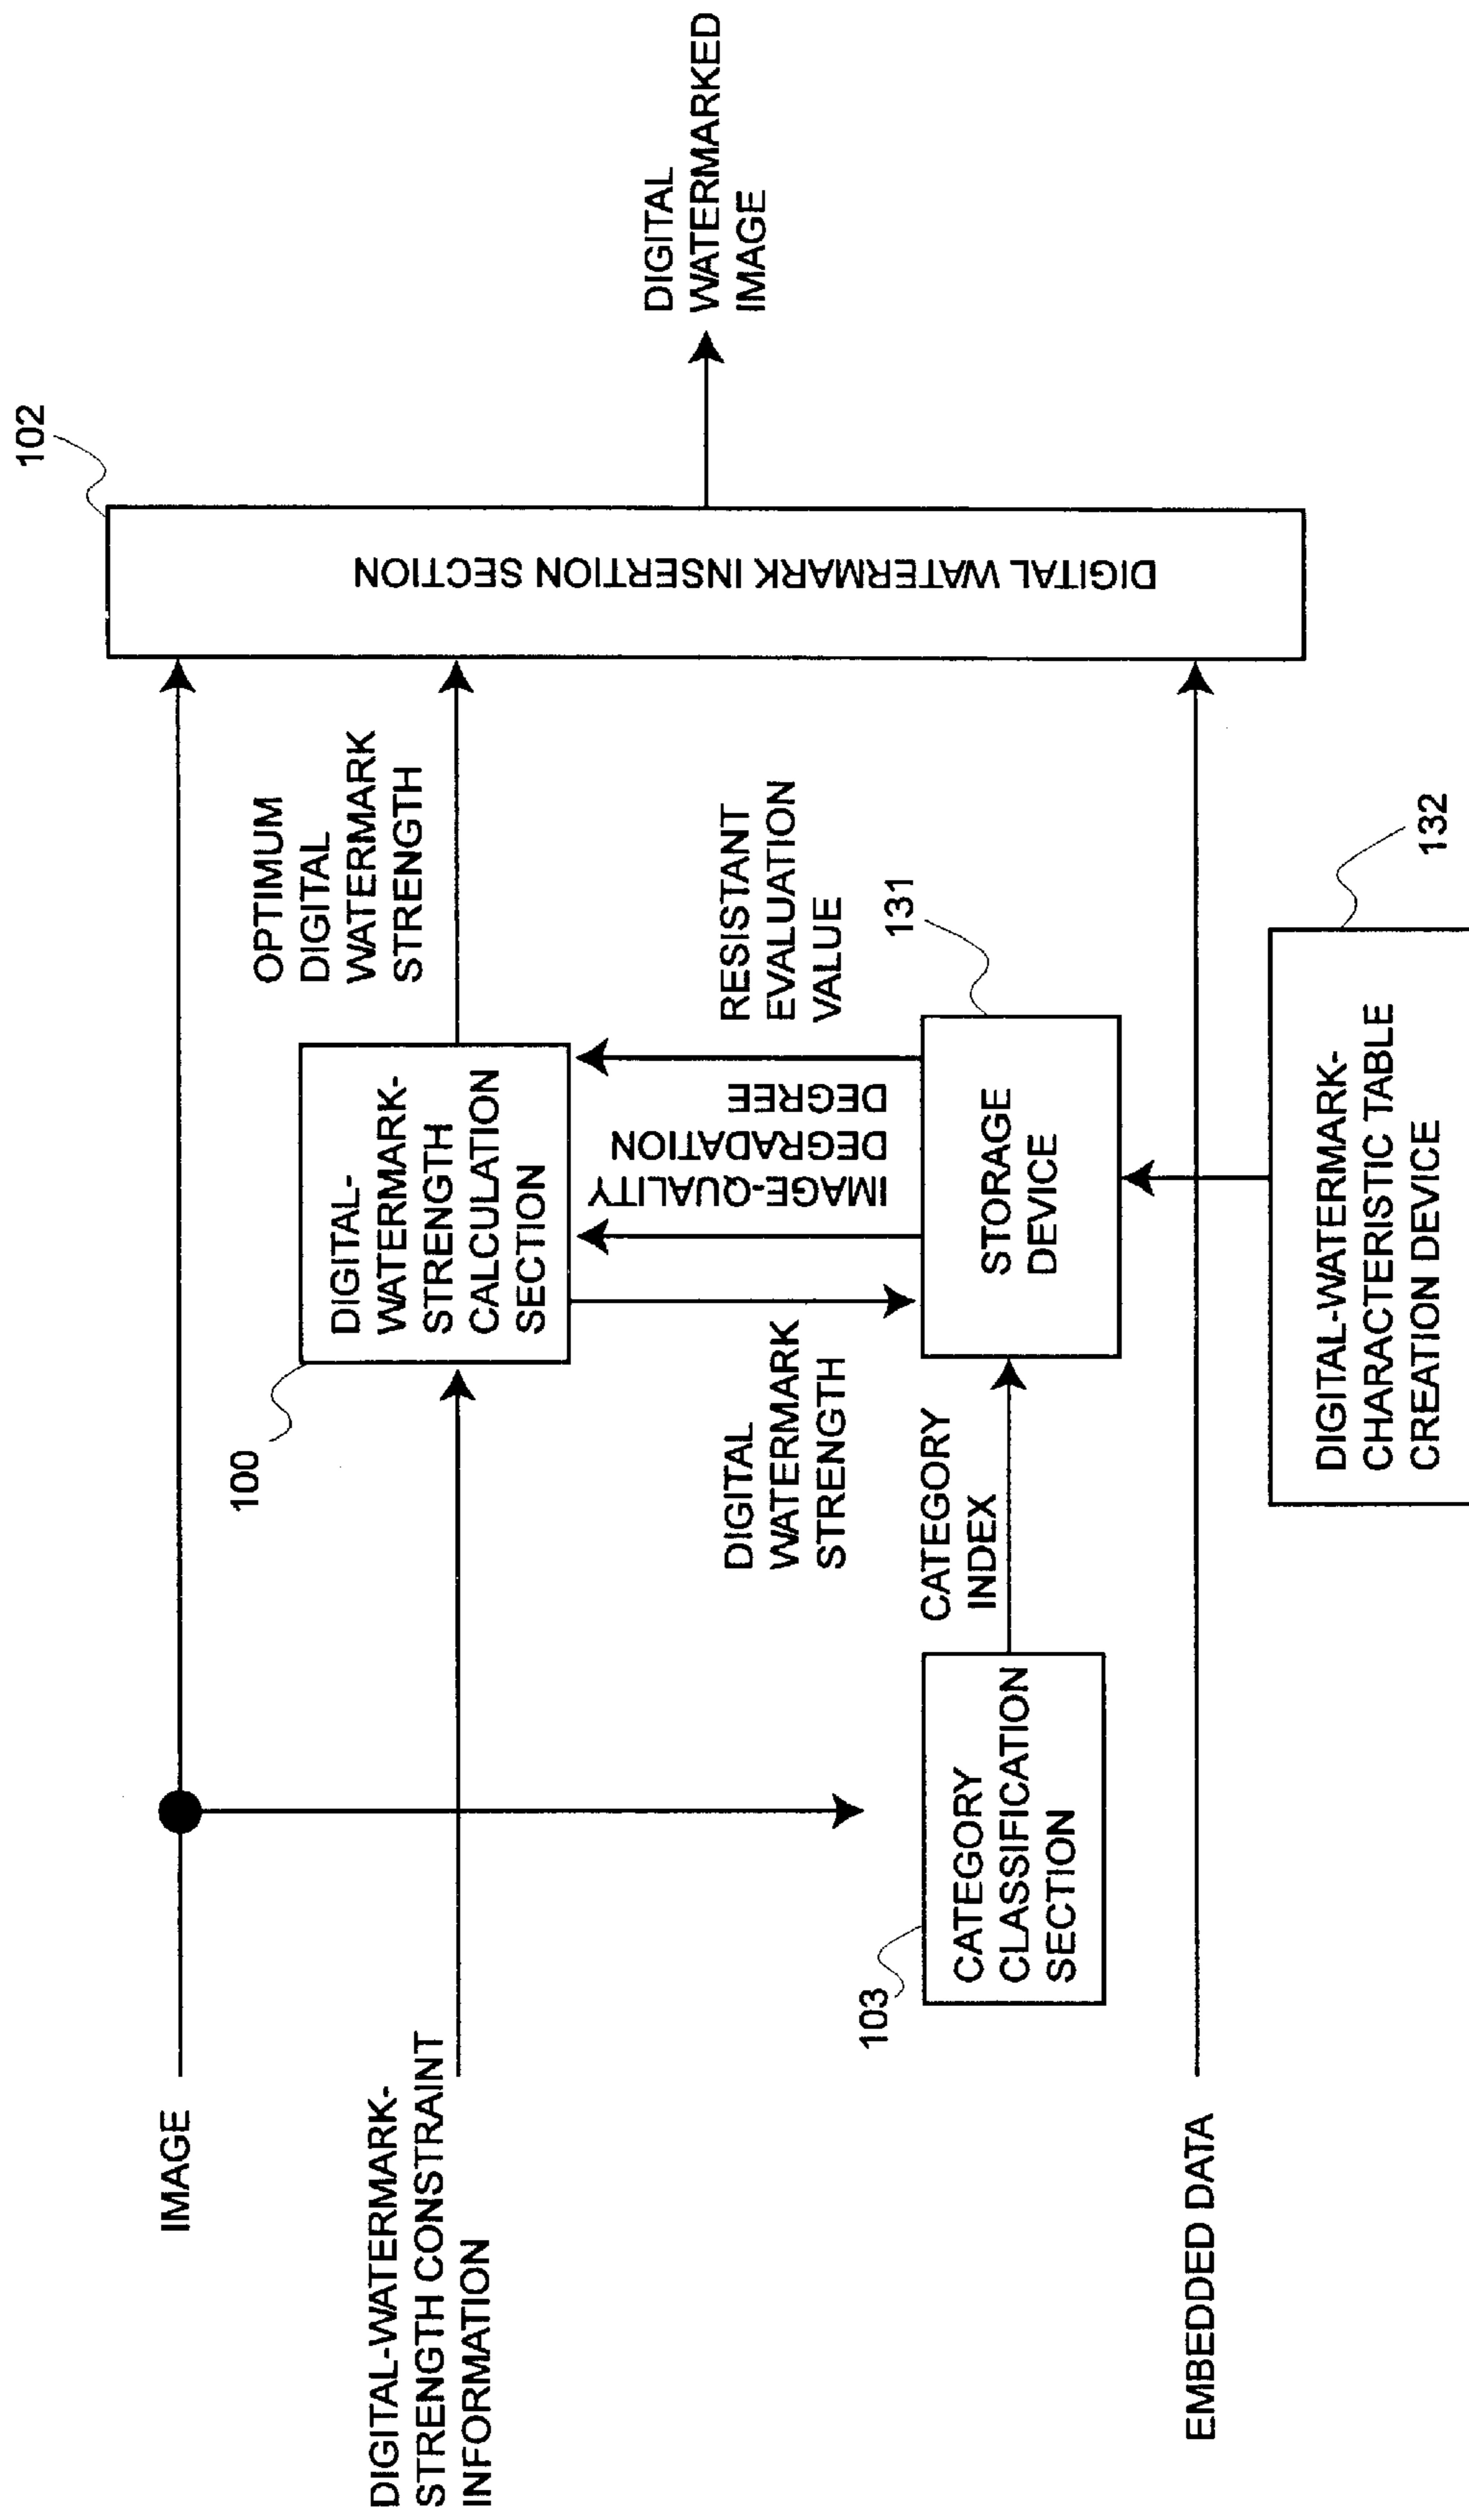 IMAGE
DIGITAL-WATERMARK-
STRENGTH CONSTRAINT
INFORMATION
EMBEDDED DATA
100
DIGITAL-
WATERMARK-
STRENGTH
CALCULATION
SECTION
OPTIMUM
DIGITAL
WATERMARK
STRENGTH
102
DIGITAL WATERMARK INSERTION SECTION
DIGITAL
WATERMARKED
IMAGE
DIGITAL
WATERMARK
STRENGTH
IMAGE-QUALITY
DEGRADATION
DEGREE
RESISTANT
EVALUATION
VALUE
103
CATEGORY
CLASSIFICATION
SECTION
CATEGORY
INDEX
131
STORAGE
DEVICE
132
DIGITAL-WATERMARK-
CHARACTERISTIC TABLE
CREATION DEVICE